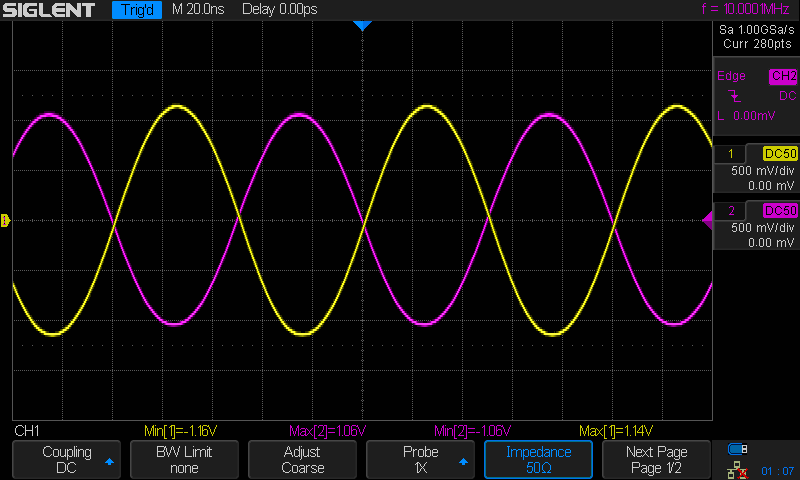 SIGLENT Trig'd M 20.0ns Delay 0.00ps f = 10.0001MHz
Sa 1.00GSa/s
Curr 280pts
Edge CH2
DC
L 0.00mV
1 DC50
500 mV/div
0.00 mV
2 DC50
500 mV/div
0.00 mV
1
CH1 Min[1]=-1.16V Max[2]=1.06V Min[2]=-1.06V Max[1]=1.14V
Coupling BW Limit Adjust Probe Impedance Next Page
DC none Coarse 1X 50Ω Page 1/2
01 : 07